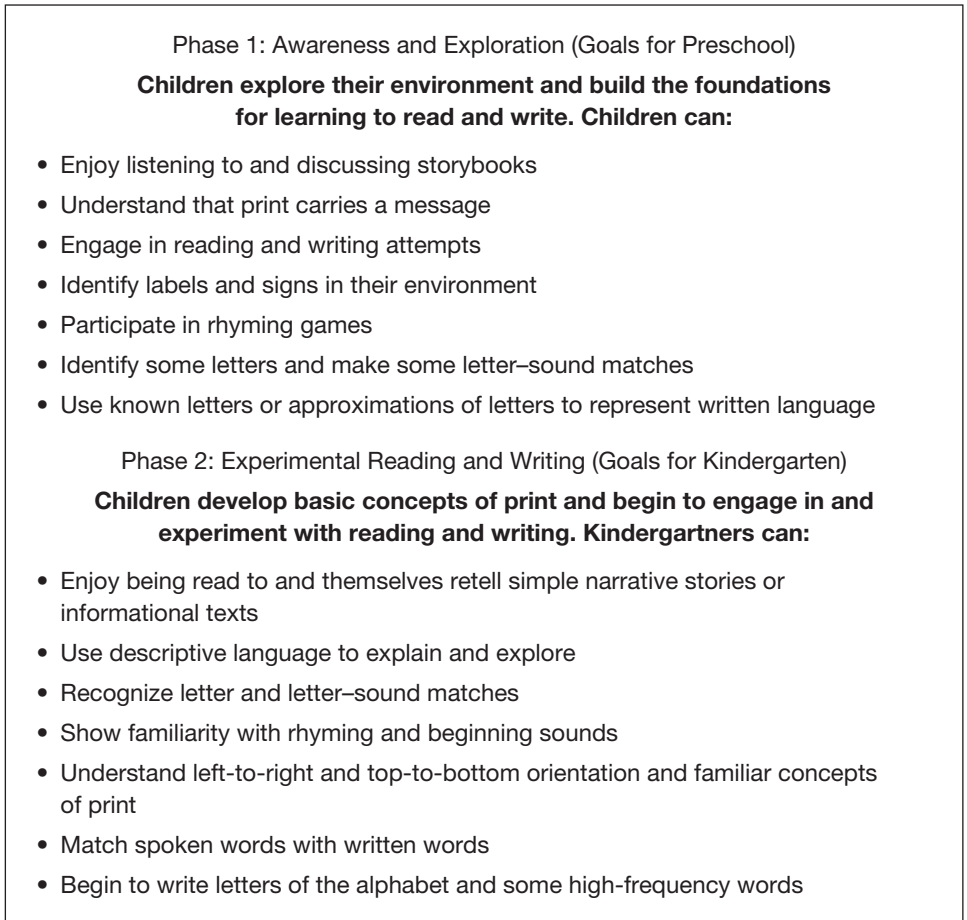 Phase 1: Awareness and Exploration (Goals for Preschool)
Children explore their environment and build the foundations
for learning to read and write. Children can:
• Enjoy listening to and discussing storybooks
• Understand that print carries a message
• Engage in reading and writing attempts
• Identify labels and signs in their environment
• Participate in rhyming games
• Identify some letters and make some letter–sound matches
• Use known letters or approximations of letters to represent written language
Phase 2: Experimental Reading and Writing (Goals for Kindergarten)
Children develop basic concepts of print and begin to engage in and
experiment with reading and writing. Kindergartners can:
• Enjoy being read to and themselves retell simple narrative stories or
informational texts
• Use descriptive language to explain and explore
• Recognize letter and letter–sound matches
• Show familiarity with rhyming and beginning sounds
• Understand left-to-right and top-to-bottom orientation and familiar concepts
of print
• Match spoken words with written words
• Begin to write letters of the alphabet and some high-frequency words